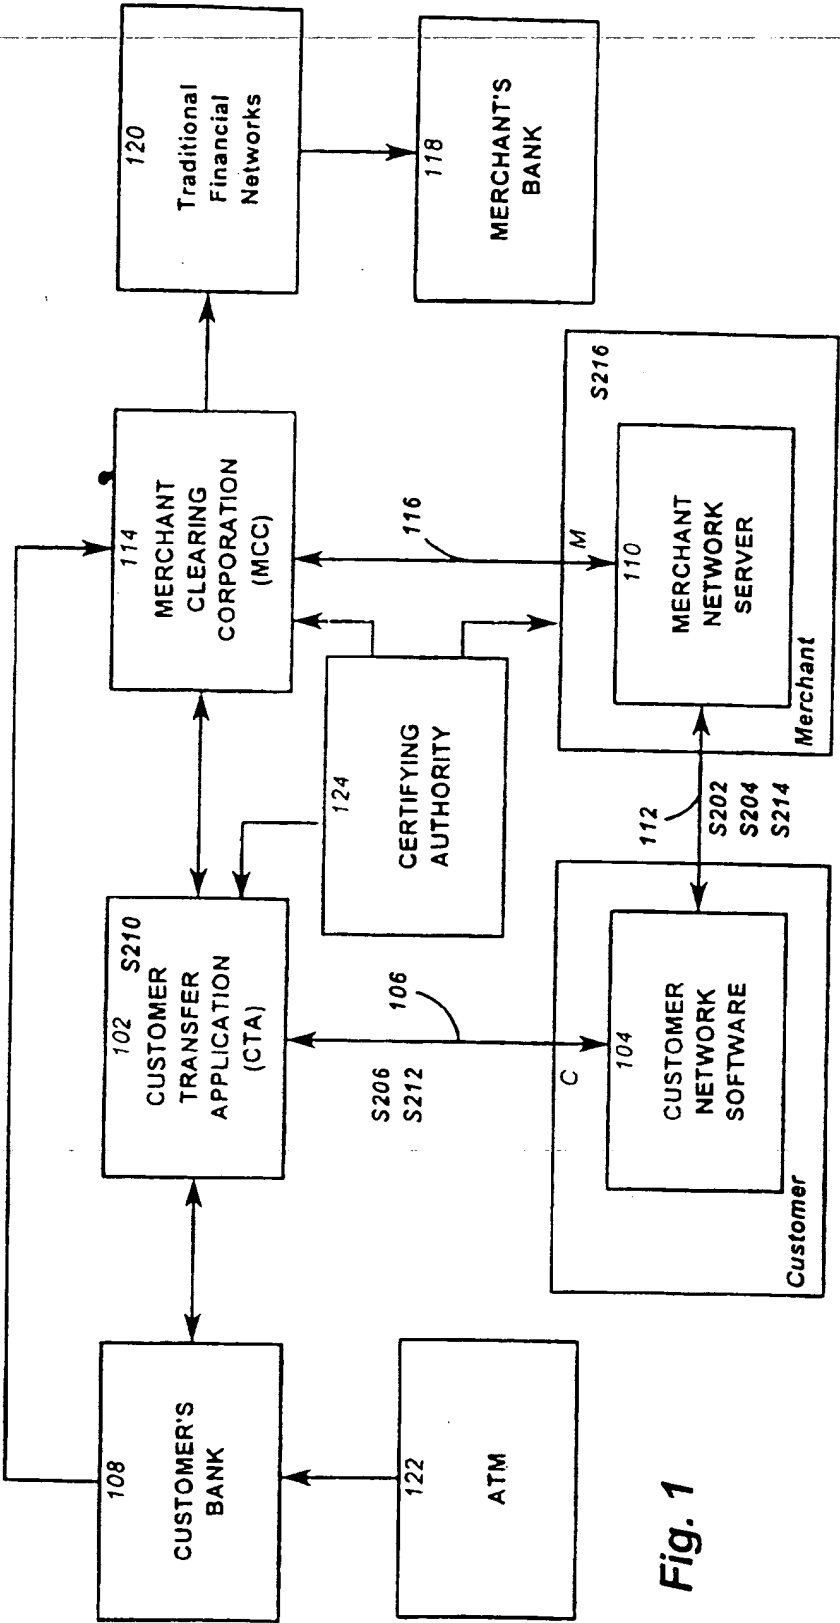 108
CUSTOMER'S
BANK
122
ATM
102
S210
CUSTOMER
TRANSFER
APPLICATION
(CTA)
S206
S212
106
C
104
CUSTOMER
NETWORK
SOFTWARE
Customer
124
CERTIFYING
AUTHORITY
112
S202
S204
S214
114
MERCHANT
CLEARING
CORPORATION
(MCC)
116
M
S216
110
MERCHANT
NETWORK
SERVER
Merchant
120
Traditional
Financial
Networks
118
MERCHANT'S
BANK
Fig. 1